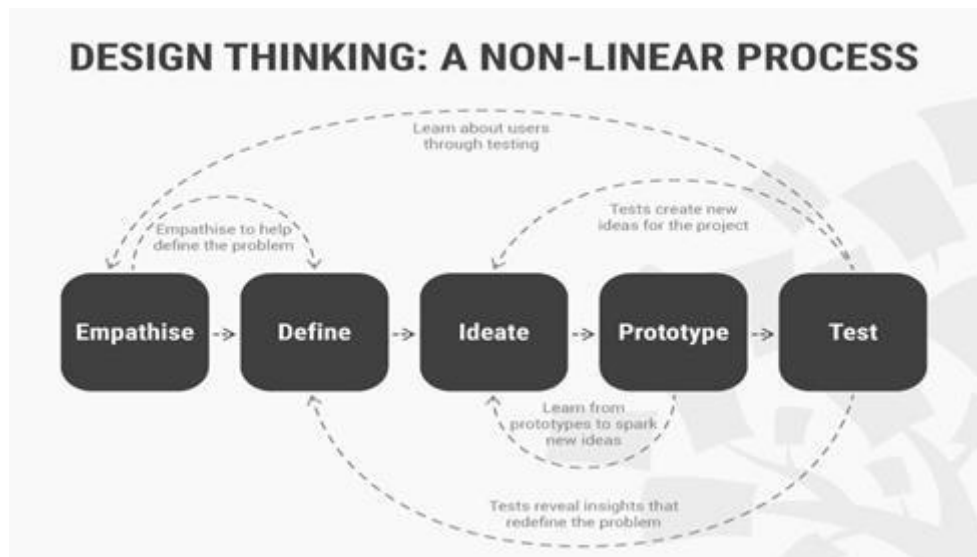 DESIGN THINKING: A NON-LINEAR PROCESS
Learn about users
through testing
Tests create new
ideas for the project
Empathise to help
define the problem
Empathise
Define
Ideate
Prototype
Test
Learn from
prototypes to spark
new ideas
Tests reveal insights that
redefine the problem